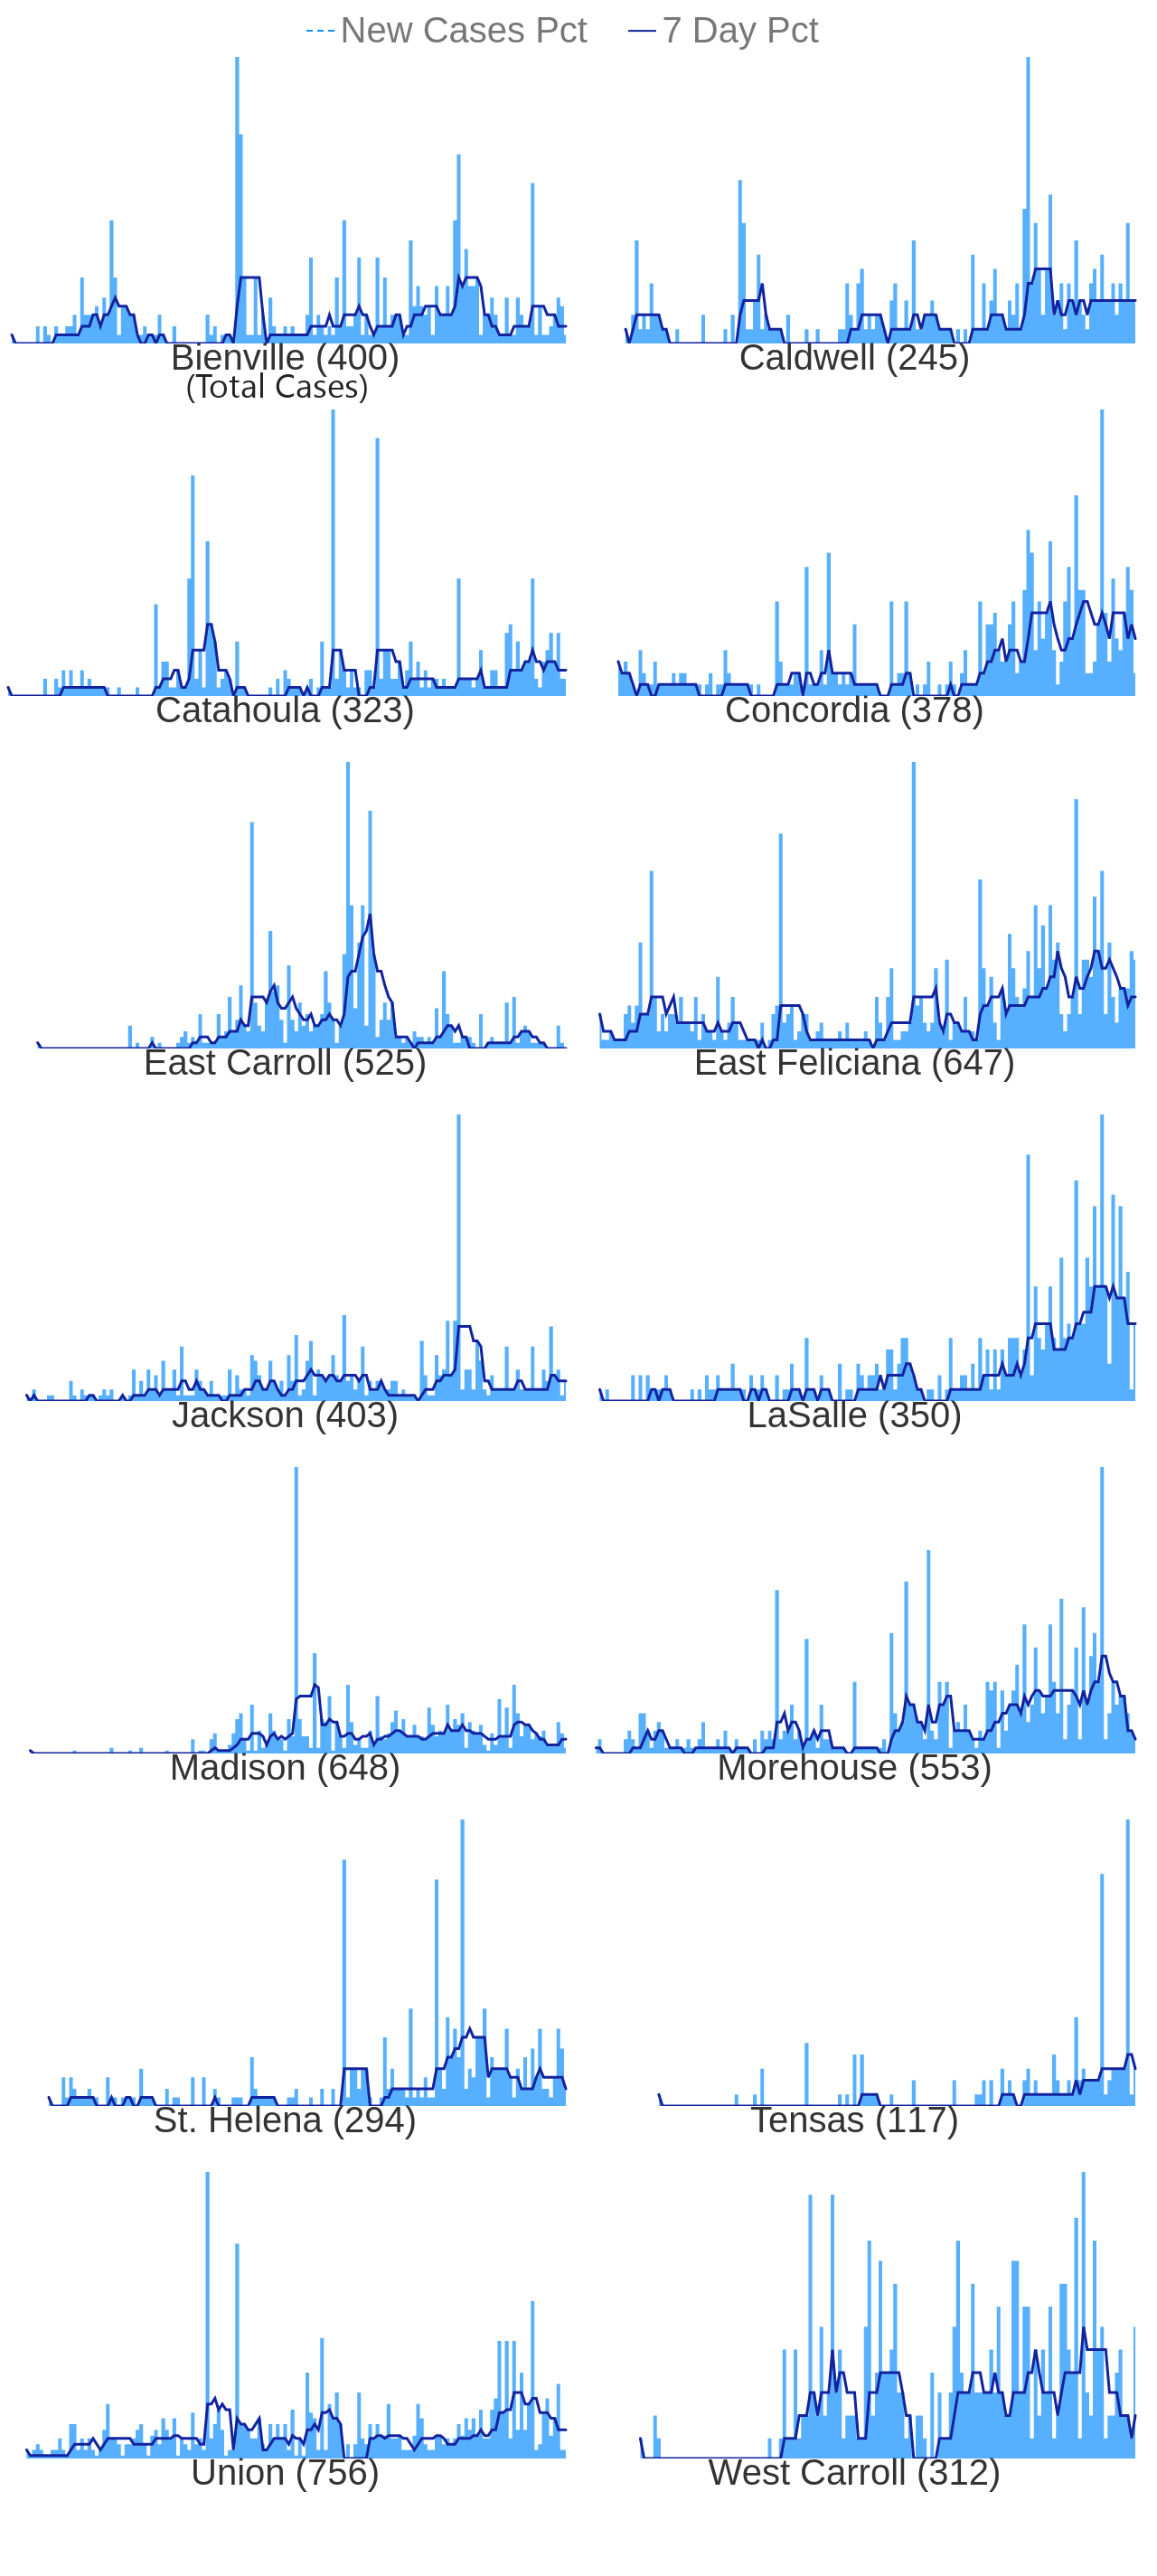 New Cases Pct 7 Day Pct
Bienville (400) Caldwell (245)
(Total Cases)
Catahoula (323) Concordia (378)
East Carroll (525) East Feliciana (647)
Jackson (403) LaSalle (350)
Madison (648) Morehouse (553)
St. Helena (294) Tensas (117)
Union (756) West Carroll (312)